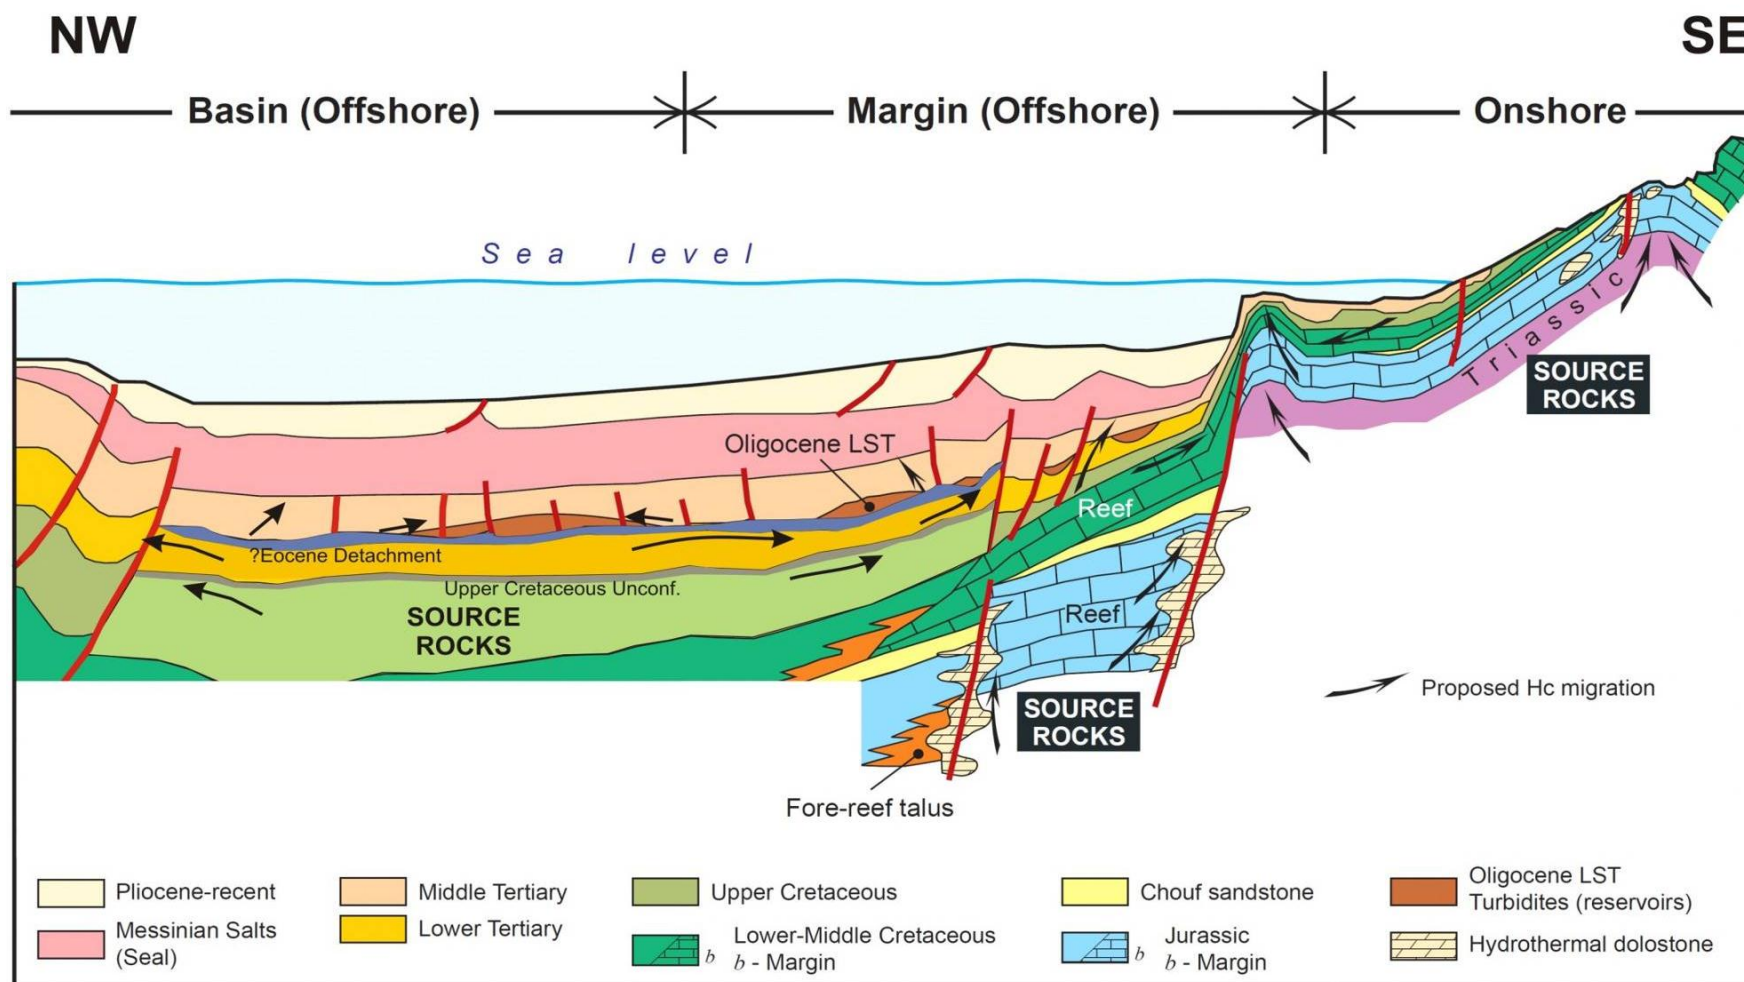 NW
SE
Basin (Offshore)
Margin (Offshore)
Onshore
Sea level
Oligocene LST
?Eocene Detachment
Upper Cretaceous Unconf.
SOURCE
ROCKS
Reef
Reef
Triassic
SOURCE
ROCKS
SOURCE
ROCKS
Fore-reef talus
Proposed Hc migration
Pliocene-recent
Messinian Salts
(Seal)
Middle Tertiary
Lower Tertiary
Upper Cretaceous
b
Lower-Middle Cretaceous
b - Margin
Chouf sandstone
b
Jurassic
b - Margin
Oligocene LST
Turbidites (reservoirs)
Hydrothermal dolostone